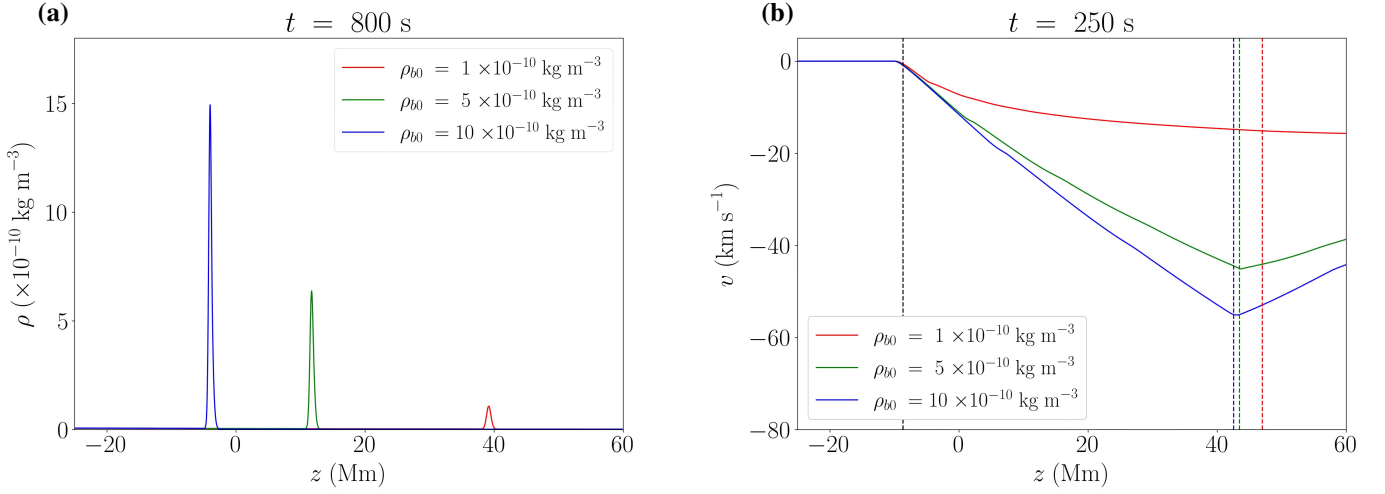 (a)
t = 800 s
ρb0 = 1 ×10−10 kg m−3
ρb0 = 5 ×10−10 kg m−3
ρb0 = 10 ×10−10 kg m−3
15
10
5
0
ρ (×10−10 kg m−3)
−20 0 20 40 60
z (Mm)
(b)
t = 250 s
0
−20
−40
−60
−80
v (km s−1)
ρb0 = 1 ×10−10 kg m−3
ρb0 = 5 ×10−10 kg m−3
ρb0 = 10 ×10−10 kg m−3
−20 0 20 40 60
z (Mm)